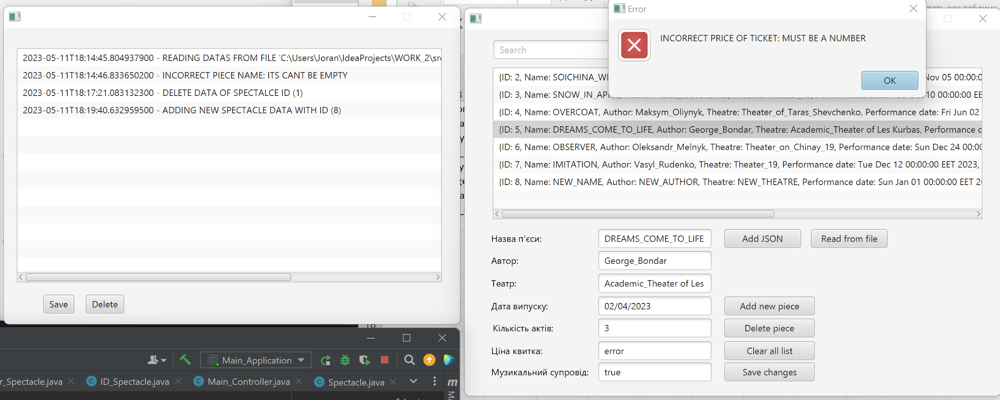 2023-05-11T18:14:45.804937900 - READING DATAS FROM FILE 'C:\Users\Joran\IdeaProjects\WORK_2\src
2023-05-11T18:14:46.833650200 - INCORRECT PIECE NAME: ITS CANT BE EMPTY
2023-05-11T18:17:21.083132300 - DELETE DATA OF SPECTALCE ID (1)
2023-05-11T18:19:40.632959500 - ADDING NEW SPECTACLE DATA WITH ID (8)
Save Delete
16
Main_Application
r_Spectacle.java ID_Spectacle.java Main_Controller.java Spectacle.java
Error
INCORRECT PRICE OF TICKET: MUST BE A NUMBER
OK
Search
{ID: 2, Name: SOICHINA_WI Nov 05 00:00:0
{ID: 3, Name: SNOW_IN_AP 10 00:00:00 EE
{ID: 4, Name: OVERCOAT, Author: Maksym_Oliynyk, Theatre: Theater_of_Taras_Shevchenko, Performance date: Fri Jun 02
{ID: 5, Name: DREAMS_COME_TO_LIFE, Author: George_Bondar, Theatre: Academic_Theater of Les Kurbas, Performance d
{ID: 6, Name: OBSERVER, Author: Oleksandr_Melnyk, Theatre: Theater_on_Chinay_19, Performance date: Sun Dec 24 00:00
{ID: 7, Name: IMITATION, Author: Vasyl_Rudenko, Theatre: Theater_19, Performance date: Tue Dec 12 00:00:00 EET 2023,
{ID: 8, Name: NEW_NAME, Author: NEW_AUTHOR, Theatre: NEW_THEATRE, Performance date: Sun Jan 01 00:00:00 EET 2
Назва п'єси: DREAMS_COME_TO_LIFE Add JSON Read from file
Автор: George_Bondar
Театр: Academic_Theater of Les
Дата випуску: 02/04/2023 Add new piece
Кількість актів: 3 Delete piece
Ціна квитка: error Clear all list
Музикальний супровід: true Save changes